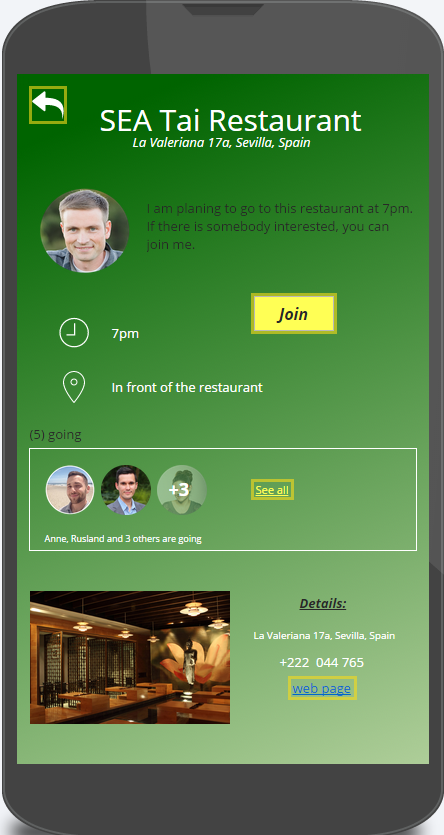 SEA Tai Restaurant
La Valeriana 17a, Sevilla, Spain
I am planing to go to this restaurant at 7pm.
If there is somebody interested, you can
join me.
Join
7pm
In front of the restaurant
(5) going
+3
See all
Anne, Rusland and 3 others are going
Details:
La Valeriana 17a, Sevilla, Spain
+222 044 765
web page